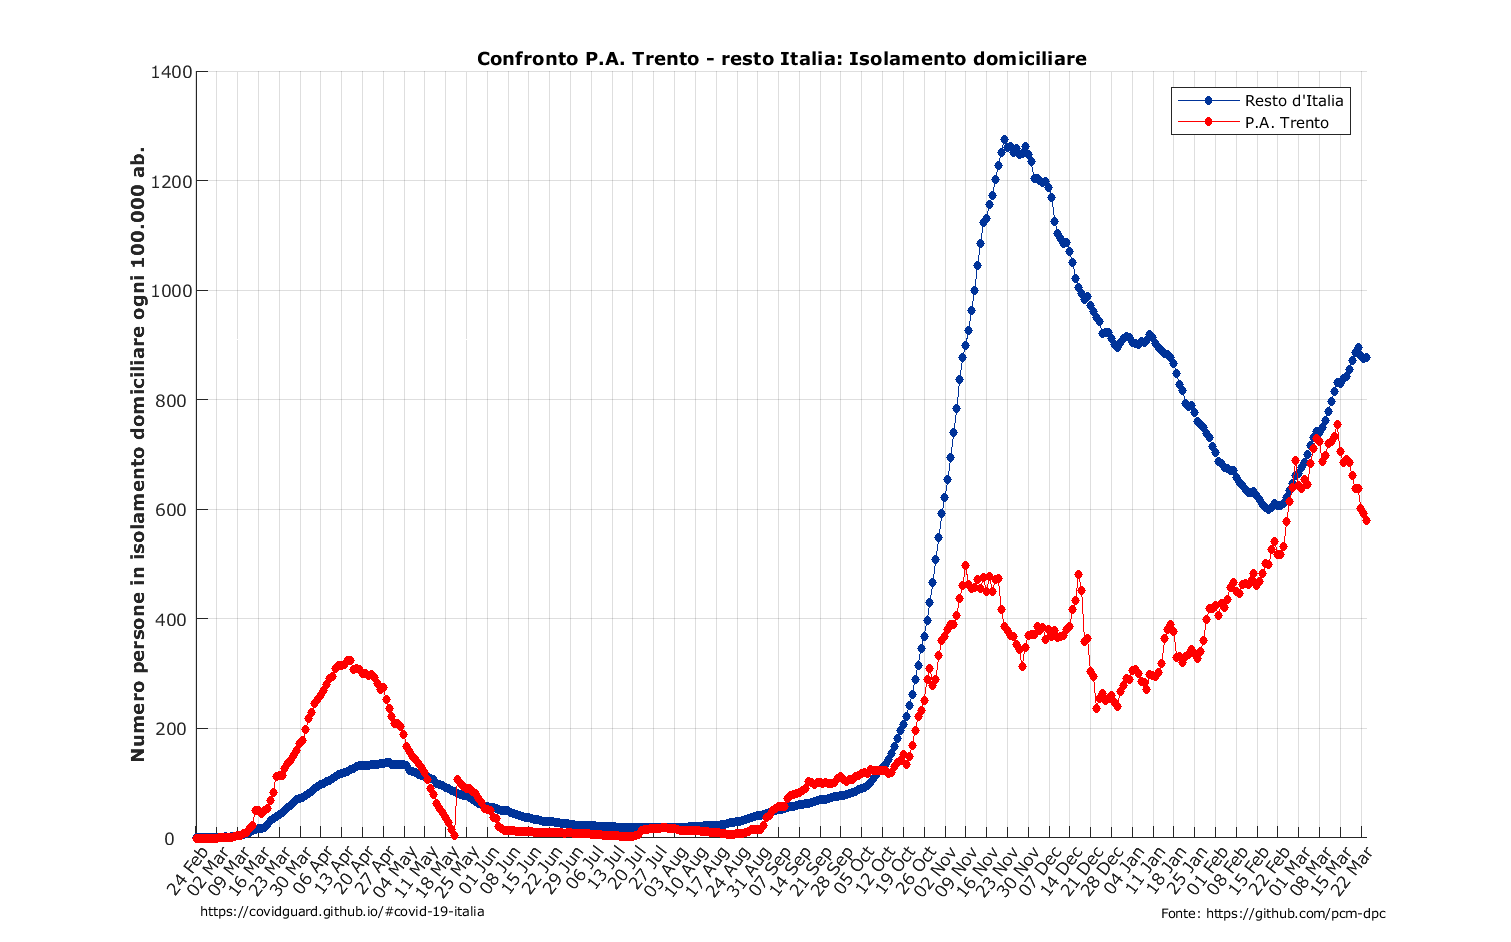 Confronto P.A. Trento - resto Italia: Isolamento domiciliare
Numero persone in isolamento domiciliare ogni 100.000 ab.
1400
1200
1000
800
600
400
200
0
Resto d'Italia
P.A. Trento
24 Feb
02 Mar
09 Mar
16 Mar
23 Mar
30 Mar
06 Apr
13 Apr
20 Apr
27 Apr
04 May
11 May
18 May
25 May
01 Jun
08 Jun
15 Jun
22 Jun
29 Jun
06 Jul
13 Jul
20 Jul
27 Jul
03 Aug
10 Aug
17 Aug
24 Aug
31 Aug
07 Sep
14 Sep
21 Sep
28 Sep
05 Oct
12 Oct
19 Oct
26 Oct
02 Nov
09 Nov
16 Nov
23 Nov
30 Nov
07 Dec
14 Dec
21 Dec
28 Dec
04 Jan
11 Jan
18 Jan
25 Jan
01 Feb
08 Feb
15 Feb
22 Feb
01 Mar
08 Mar
15 Mar
22 Mar
https://covidguard.github.io/#covid-19-italia
Fonte: https://github.com/pcm-dpc